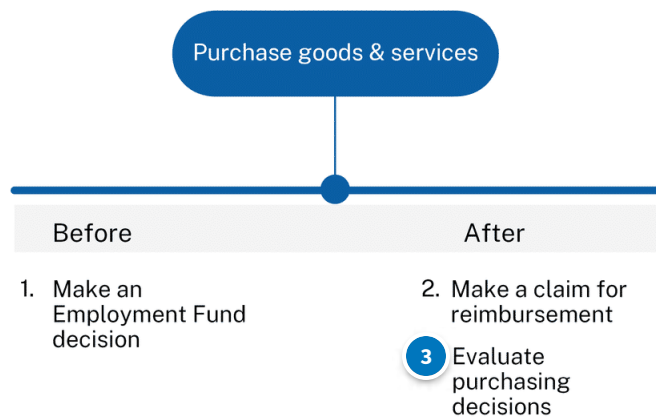 Purchase goods & services
Before
1. Make an
Employment Fund
decision
After
2. Make a claim for
reimbursement
3 Evaluate
purchasing
decisions